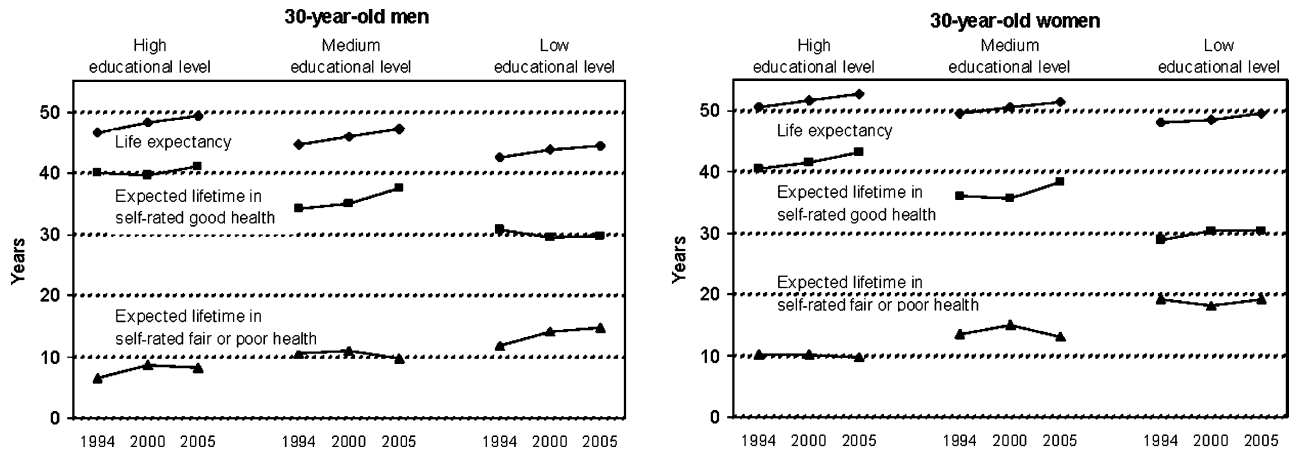 30-year-old men
High
educational level
Medium
educational level
Low
educational level
Years
50
40
30
20
10
0
Life expectancy
Expected lifetime in
self-rated good health
Expected lifetime in
self-rated fair or poor health
1994 2000 2005
1994 2000 2005
1994 2000 2005
30-year-old women
High
educational level
Medium
educational level
Low
educational level
Years
50
40
30
20
10
0
Life expectancy
Expected lifetime in
self-rated good health
Expected lifetime in
self-rated fair or poor health
1994 2000 2005
1994 2000 2005
1994 2000 2005